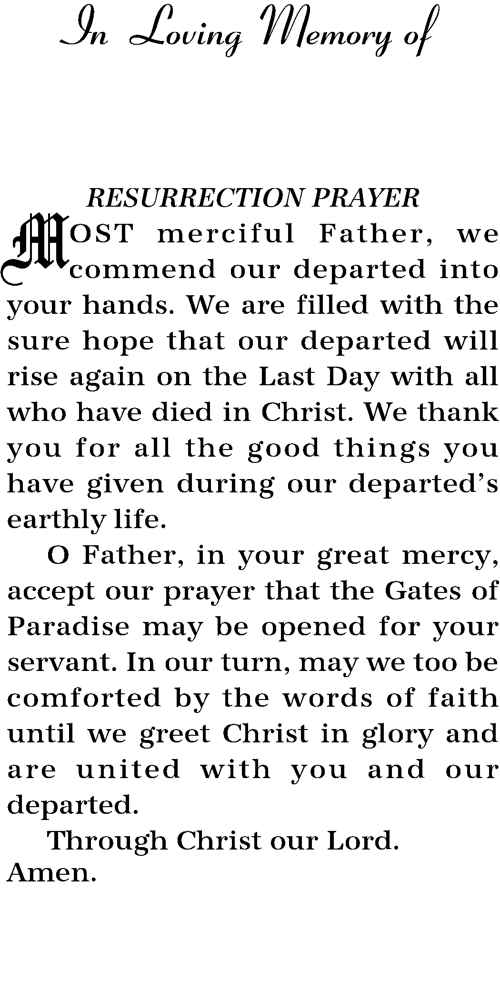 In Loving Memory of
RESURRECTION PRAYER
MOST merciful Father, we
commend our departed into
your hands. We are filled with the
sure hope that our departed will
rise again on the Last Day with all
who have died in Christ. We thank
you for all the good things you
have given during our departed’s
earthly life.
O Father, in your great mercy,
accept our prayer that the Gates of
Paradise may be opened for your
servant. In our turn, may we too be
comforted by the words of faith
until we greet Christ in glory and
are united with you and our
departed.
Through Christ our Lord.
Amen.